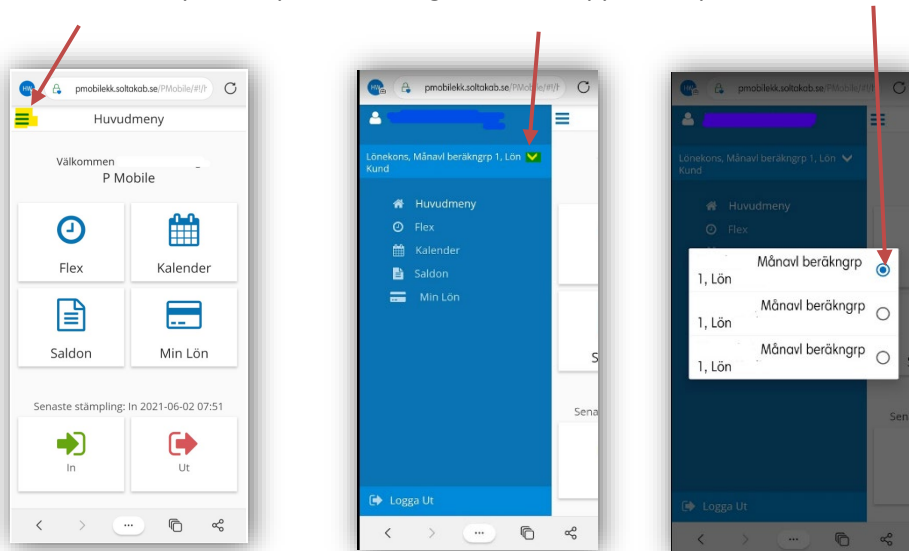 HW
pmobilekk.soltakab.se/PMobile/#!/
Huvudmeny
Välkommen
P Mobile
Flex
Kalender
Saldon
Min Lön
Senaste stämpling: In 2021-06-02 07:51
In
Ut
pmobilekk.soltakab.se/PMobile/#!/
Lönekons, Månavl beräkngrp 1, Lön
Kund
Huvudmeny
Flex
Kalender
Saldon
Min Lön
S
Sena
Logga Ut
pmobilekk.soltakab.se/PMobile/#!/
Lönekons, Månavl beräkngrp 1, Lön
Kund
Huvudmeny
Flex
Månavl beräkngrp
1, Lön
Månavl beräkngrp
1, Lön
Månavl beräkngrp
1, Lön
Sen
Logga Ut